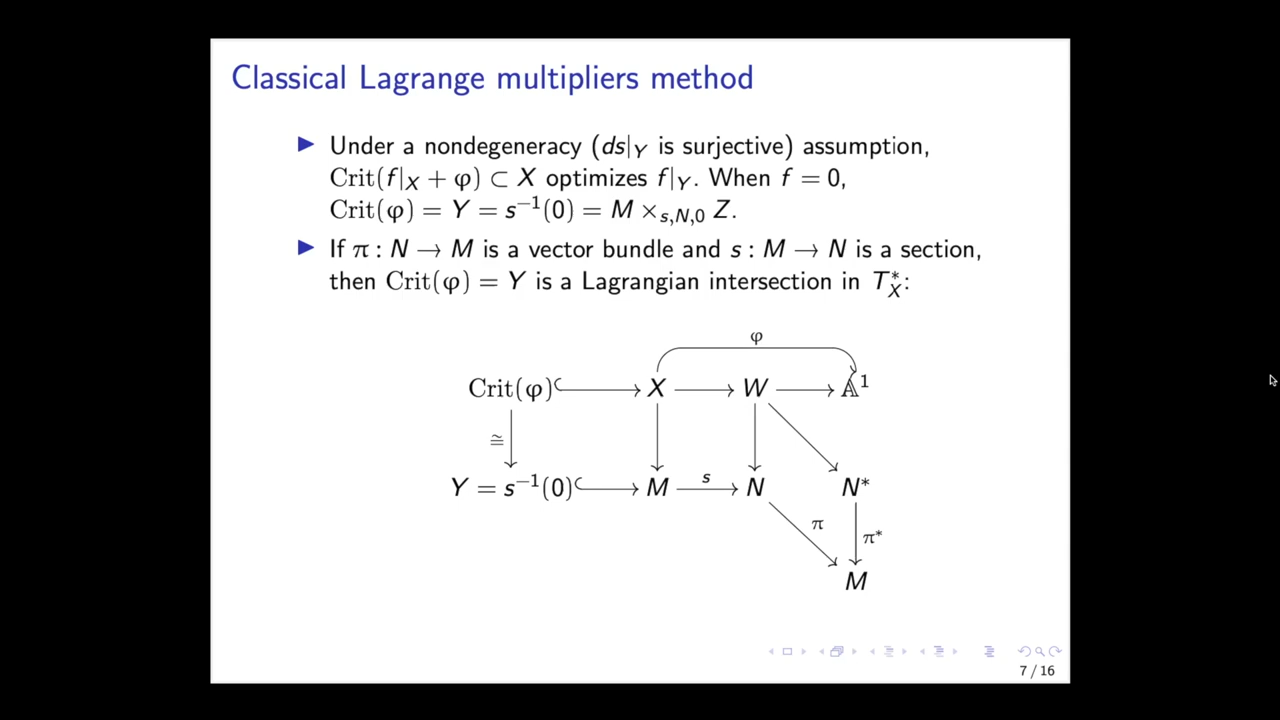 Classical Lagrange multipliers method
▶ Under a nondegeneracy (ds|_Y is surjective) assumption,
Crit(f|_X + φ) ⊂ X optimizes f|_Y. When f = 0,
Crit(φ) = Y = s⁻¹(0) = M ×_{s,N,0} Z.
▶ If π : N → M is a vector bundle and s : M → N is a section,
then Crit(φ) = Y is a Lagrangian intersection in T*_X:
φ
Crit(φ) X W 𝔸¹
≅
Y = s⁻¹(0) M s N N*
π π*
M
7 / 16